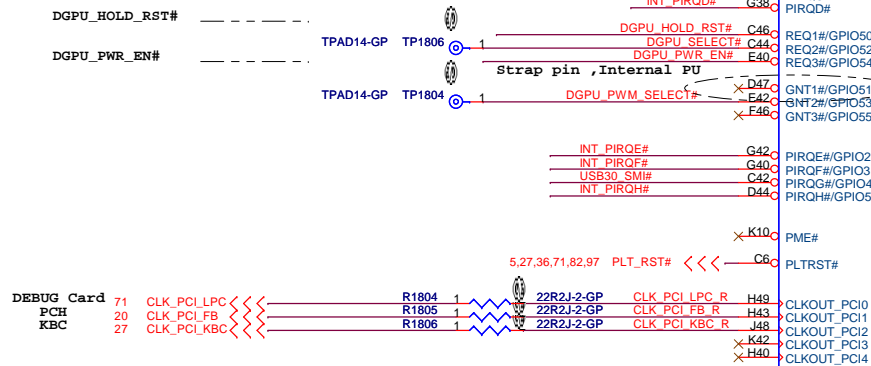 INT_PIRQD# G38 PIRQD#
DGPU_HOLD_RST#
DGPU_HOLD_RST# C46 REQ1#/GPIO50
TPAD14-GP TP1806 1 DGPU_SELECT# C44 REQ2#/GPIO52
DGPU_PWR_EN# DGPU_PWR_EN# E40 REQ3#/GPIO54
Strap pin ,Internal PU
D47 GNT1#/GPIO51
TPAD14-GP TP1804 1 DGPU_PWM_SELECT# E42 GNT2#/GPIO53
F46 GNT3#/GPIO55
INT_PIRQE# G42 PIRQE#/GPIO2
INT_PIRQF# G40 PIRQF#/GPIO3
USB30_SMI# C42 PIRQG#/GPIO4
INT_PIRQH# D44 PIRQH#/GPIO5
K10 PME#
5,27,36,71,82,97 PLT_RST# C6 PLTRST#
DEBUG Card 71 CLK_PCI_LPC R1804 1 22R2J-2-GP CLK_PCI_LPC_R H49 CLKOUT_PCI0
PCH 20 CLK_PCI_FB R1805 1 22R2J-2-GP CLK_PCI_FB_R H43 CLKOUT_PCI1
KBC 27 CLK_PCI_KBC R1806 1 22R2J-2-GP CLK_PCI_KBC_R J48 CLKOUT_PCI2
K42 CLKOUT_PCI3
H40 CLKOUT_PCI4